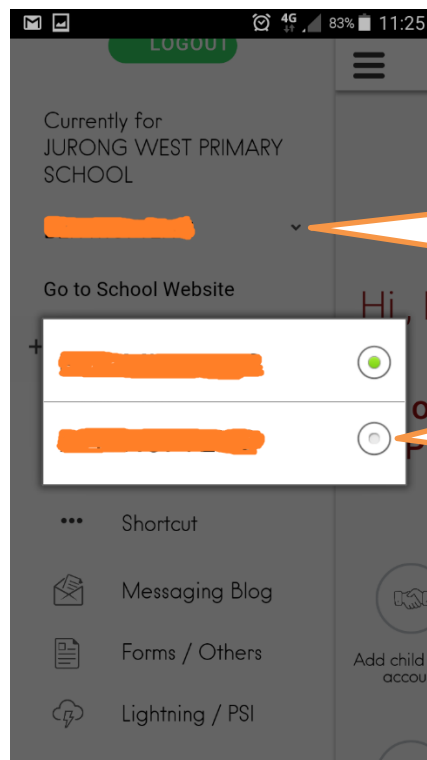 4G 83% 11:25
LOGOUT
Currently for
JURONG WEST PRIMARY
SCHOOL
Go to School Website
Hi,
+
••• Shortcut
Messaging Blog
Forms / Others
Add child
accou
Lightning / PSI